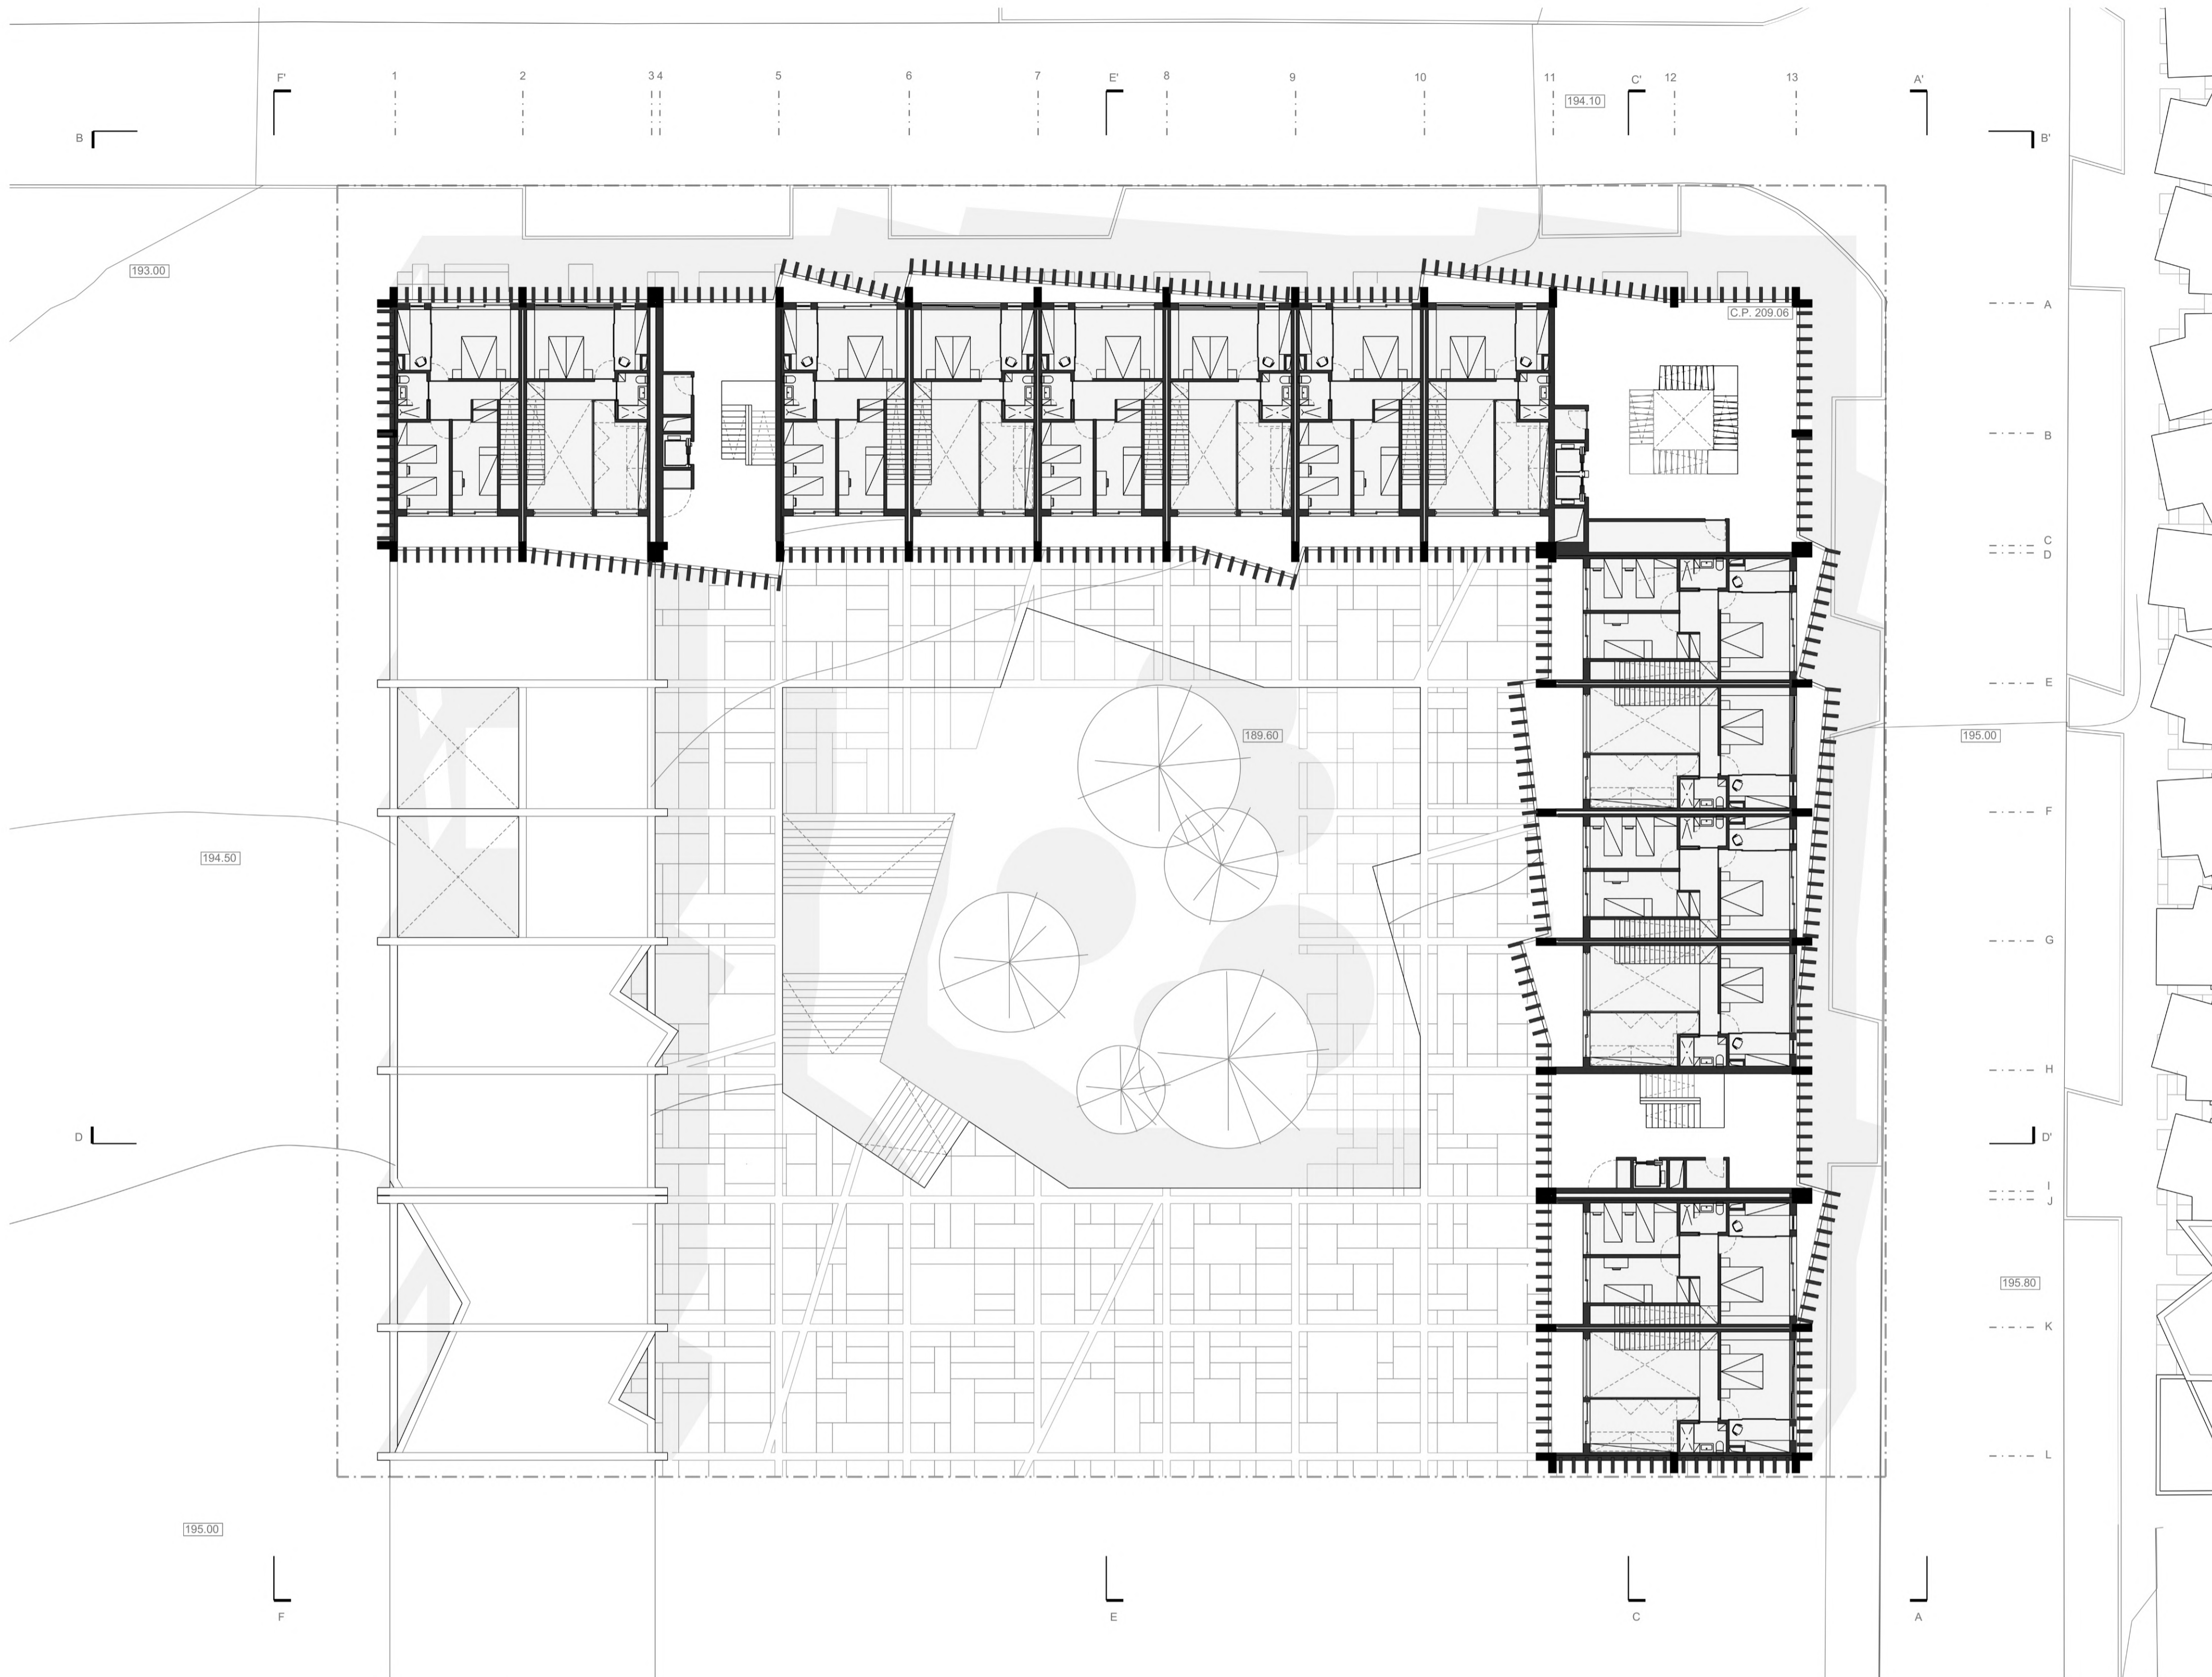 F' 1 2 3 4 5 6 7 E' 8 9 10 11 C' 12 13 A'
194.10
B B'
193.00
A
C.P. 209.06
B
C
D
E
189.60 195.00
F
194.50
G
H
D D'
I
J
195.80
K
L
195.00
F E C A